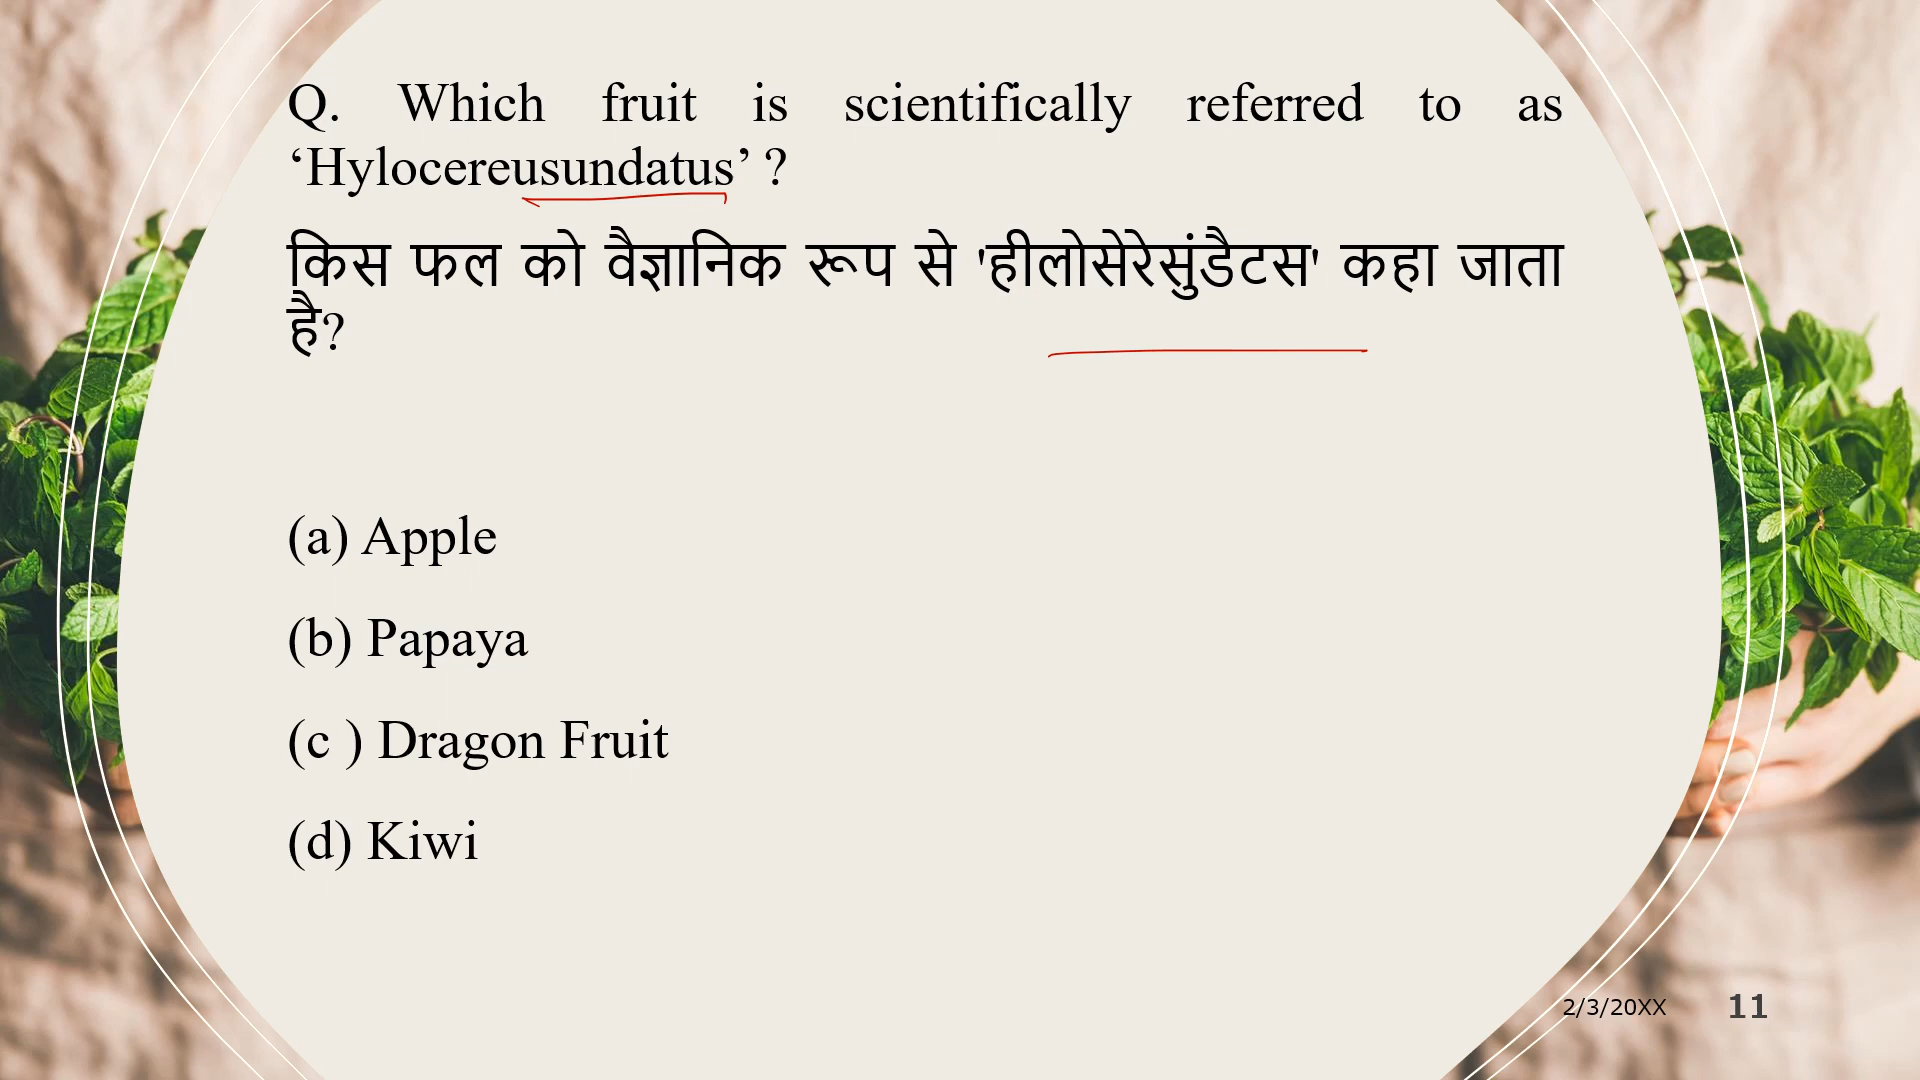 Q. Which fruit is scientifically referred to as
‘Hylocereusundatus’ ?
किस फल को वैज्ञानिक रूप से 'हीलोसेरेसुंडैटस' कहा जाता
है?
(a) Apple
(b) Papaya
(c ) Dragon Fruit
(d) Kiwi
2/3/20XX 11